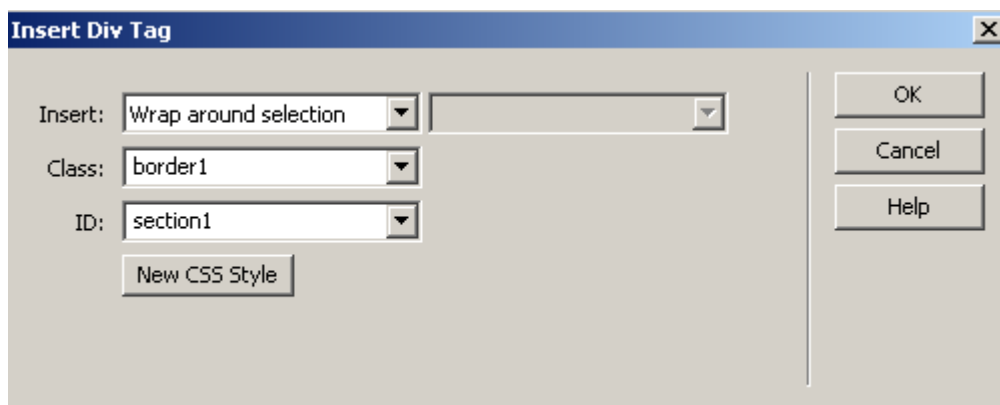 Insert Div Tag
Insert: Wrap around selection
OK
Class: border1
Cancel
ID: section1
Help
New CSS Style